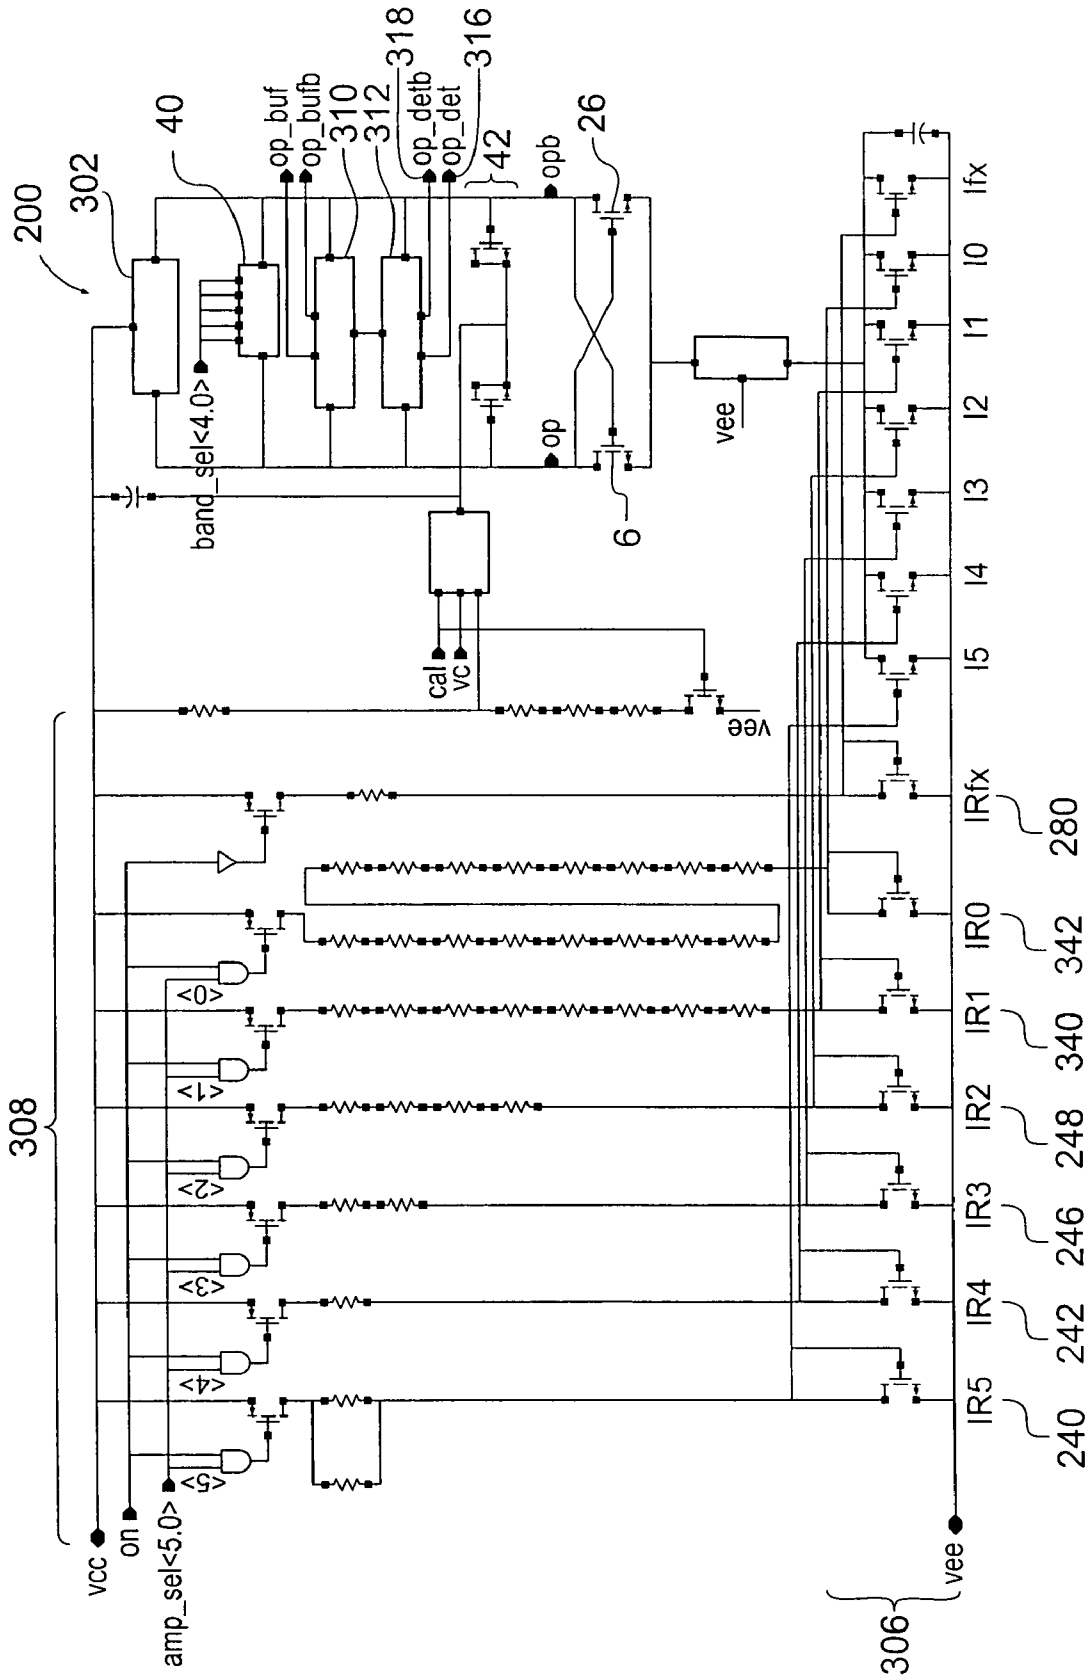 200
302
40
band_sel<4.0>
op_buf
op_bufb
310
312
318
op_detb
op_det
316
42
opb
op
26
6
vee
cal
vc
vee
308
vcc
on
amp_sel<5.0>
<5>
<4>
<3>
<2>
<1>
<0>
306
vee
IR5
IR4
IR3
IR2
IR1
IR0
IRfx
I5
I4
I3
I2
I1
I0
Ifx
240
242
246
248
340
342
280